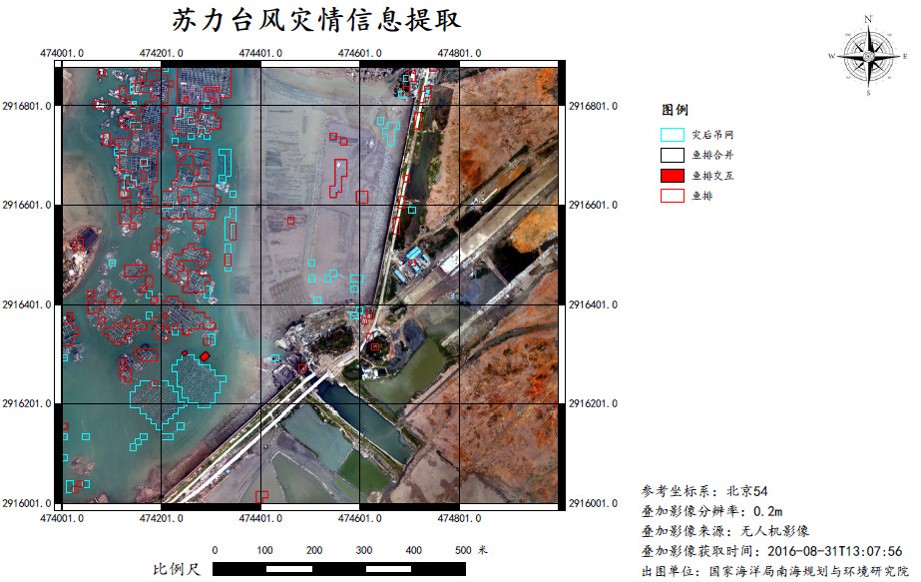 苏力台风灾情信息提取
474001.0 474201.0 474401.0 474601.0 474801.0
N
W E
S
2916801.0 2916801.0
2916601.0 2916601.0
2916401.0 2916401.0
2916201.0 2916201.0
2916001.0 2916001.0
474001.0 474201.0 474401.0 474601.0 474801.0
图例
灾后吊网
鱼排合并
鱼排交互
鱼排
0 100 200 300 400 500 米
比例尺
参考坐标系：北京54
叠加影像分辨率：0.2m
叠加影像来源：无人机影像
叠加影像获取时间：2016-08-31T13:07:56
出图单位：国家海洋局南海规划与环境研究院